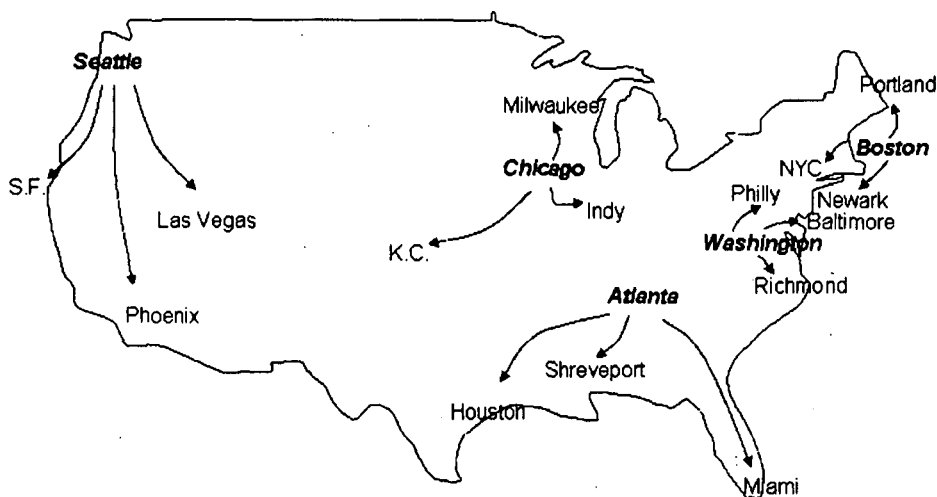 Seattle
Portland
Milwaukee
Boston
Chicago
NYC
S.F.
Philly
Newark
Indy
Las Vegas
Baltimore
Washington
K.C.
Richmond
Atlanta
Phoenix
Shreveport
Houston
Miami